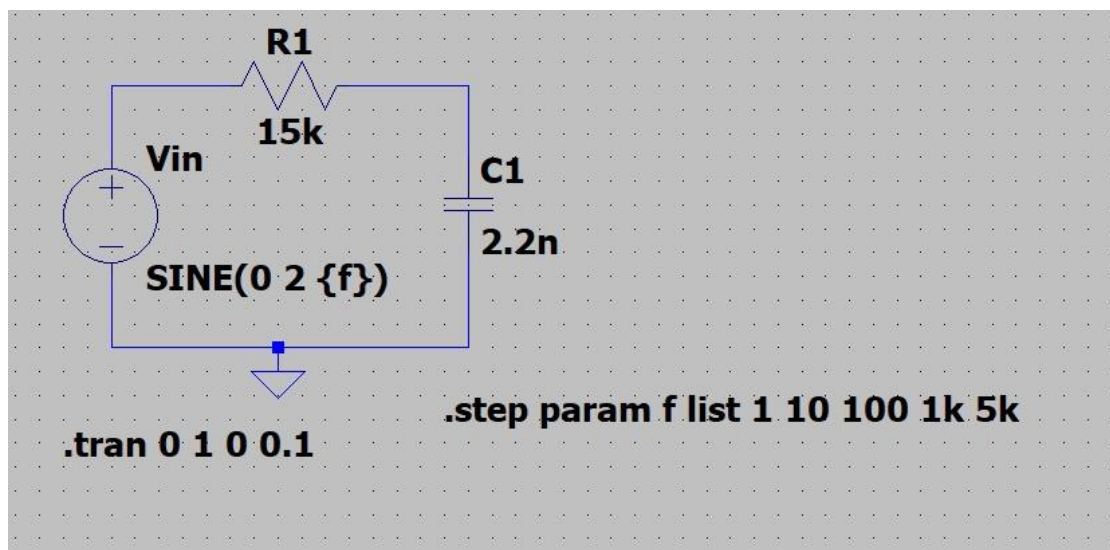 R1
15k
Vin
C1
2.2n
SINE(0 2 {f})
.step param f list 1 10 100 1k 5k
.tran 0 1 0 0.1